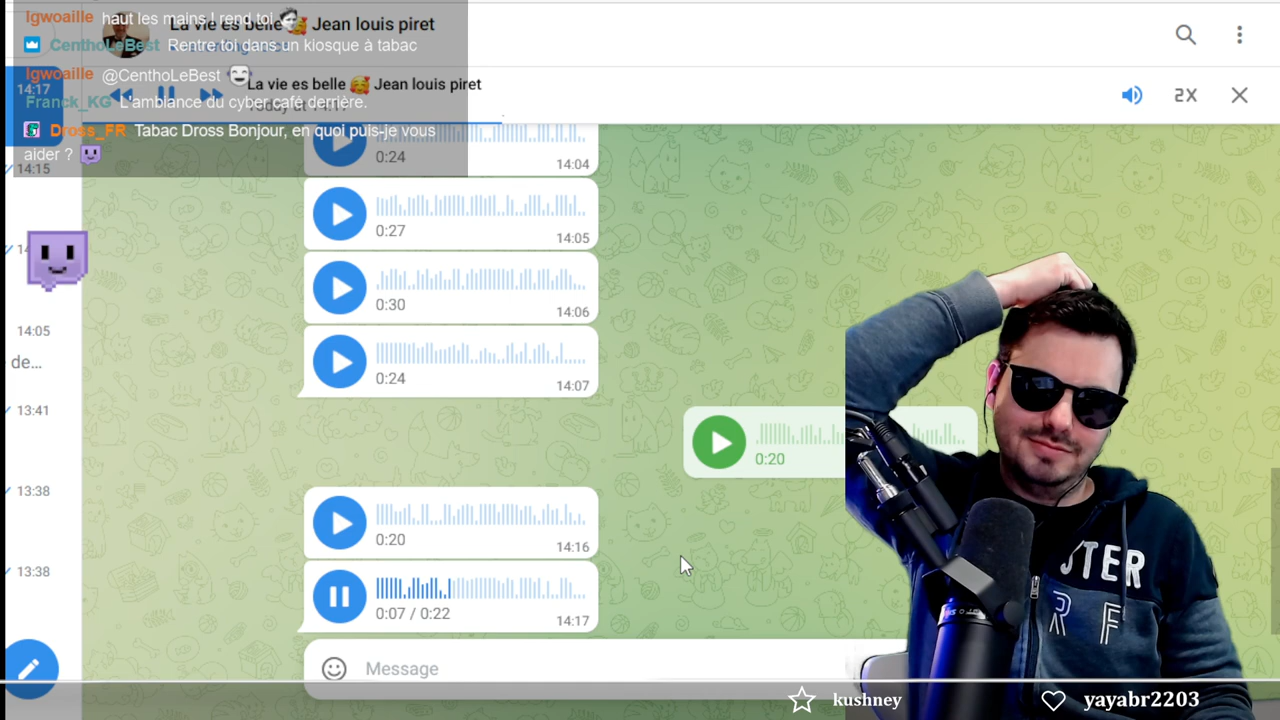 lgwoaille haut les mains ! rend toi
La vie es belle 🥰 Jean louis piret
CenthoLeBest Rentre toi dans un kiosque à tabac
lgwoaille @CenthoLeBest
La vie es belle 🥰 Jean louis piret
2X
14:17
Franck_KG L'ambiance du cyber café derrière.
Dross_FR Tabac Dross Bonjour, en quoi puis-je vous
aider ?
14:15
0:24
14:04
0:27
14:05
0:30
14:06
14:05
de...
0:24
14:07
13:41
0:20
13:38
0:20
14:16
13:38
0:07 / 0:22
14:17
Message
STER
R F
kushney
yayabr2203